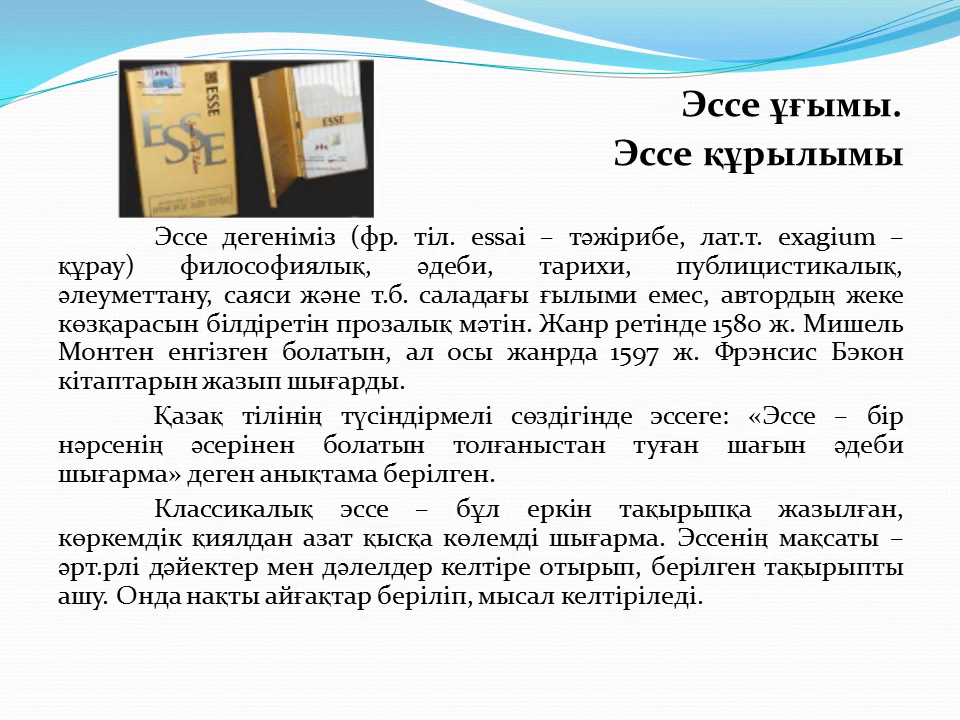 ESSE
ESSE
ESSE
Эссе ұғымы.
Эссе құрылымы
Эссе дегеніміз (фр. тіл. essai – тәжірибе, лат.т. exagium –
құрау) философиялық, әдеби, тарихи, публицистикалық,
әлеуметтану, саяси және т.б. саладағы ғылыми емес, автордың жеке
көзқарасын білдіретін прозалық мәтін. Жанр ретінде 1580 ж. Мишель
Монтен енгізген болатын, ал осы жанрда 1597 ж. Фрэнсис Бэкон
кітаптарын жазып шығарды.
Қазақ тілінің түсіндірмелі сөздігінде эссеге: «Эссе – бір
нәрсенің әсерінен болатын толғаныстан туған шағын әдеби
шығарма» деген анықтама берілген.
Классикалық эссе – бұл еркін тақырыпқа жазылған,
көркемдік қиялдан азат қысқа көлемді шығарма. Эссенің мақсаты –
әрт.рлі дәйектер мен дәлелдер келтіре отырып, берілген тақырыпты
ашу. Онда нақты айғақтар беріліп, мысал келтіріледі.